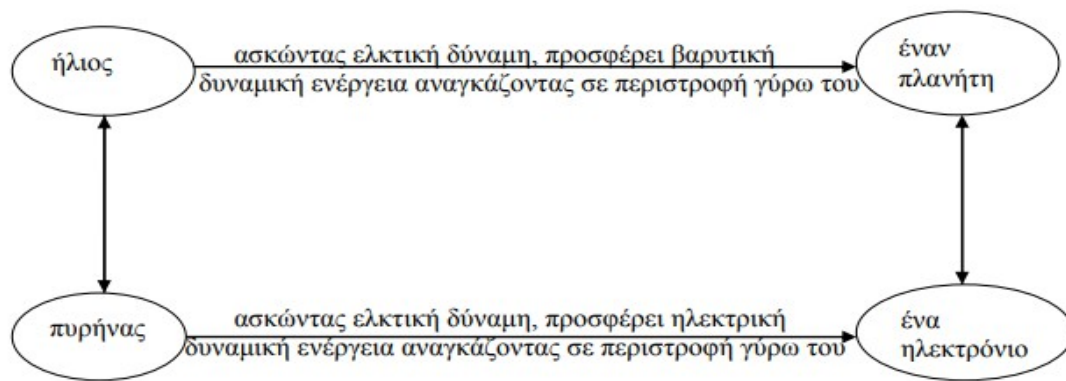 ήλιος
ασκώντας ελκτική δύναμη, προσφέρει βαρυτική
δυναμική ενέργεια αναγκάζοντας σε περιστροφή γύρω του
έναν
πλανήτη
πυρήνας
ασκώντας ελκτική δύναμη, προσφέρει ηλεκτρική
δυναμική ενέργεια αναγκάζοντας σε περιστροφή γύρω του
ένα
ηλεκτρόνιο